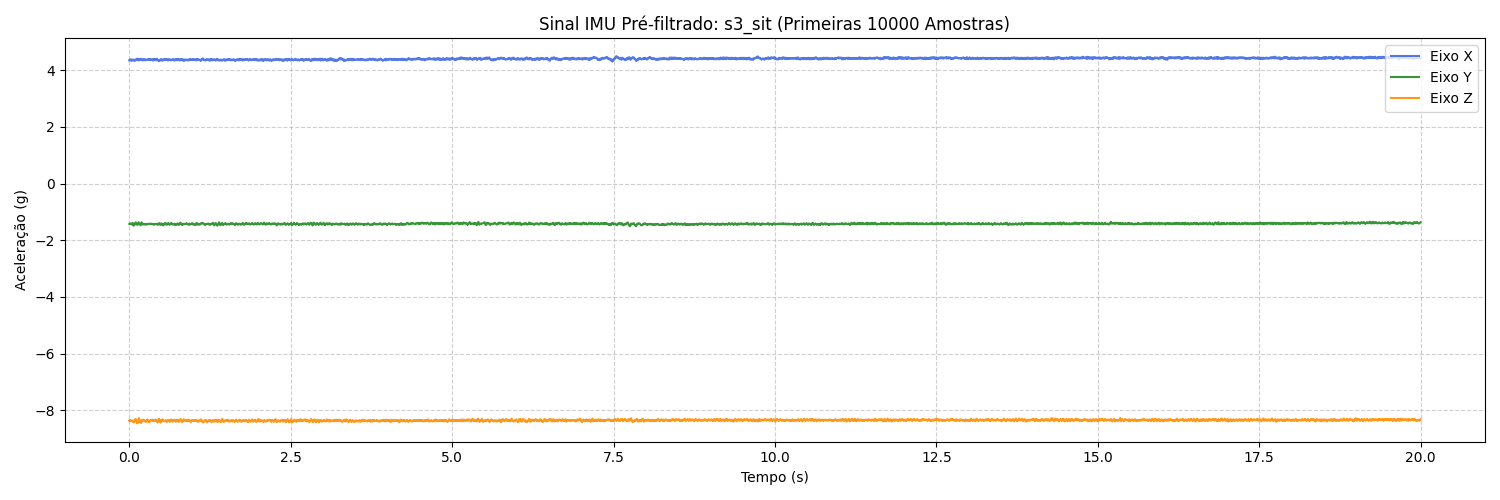 Sinal IMU Pré-filtrado: s3_sit (Primeiras 10000 Amostras)
Eixo X
Eixo Y
Eixo Z
Aceleração (g)
4
2
0
−2
−4
−6
−8
0.0 2.5 5.0 7.5 10.0 12.5 15.0 17.5 20.0
Tempo (s)